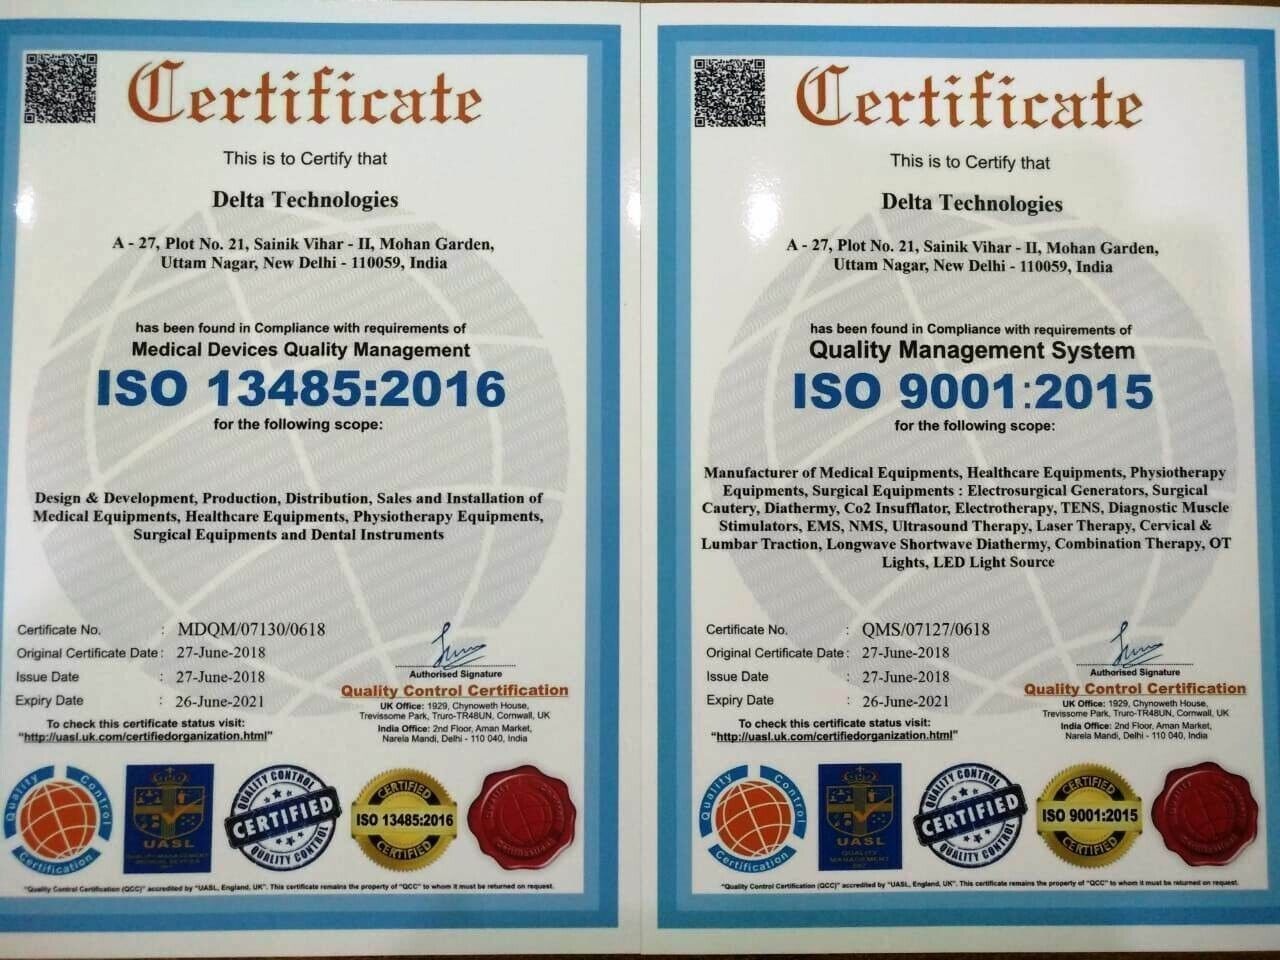 Certificate
This is to Certify that
Delta Technologies
A - 27, Plot No. 21, Sainik Vihar - II, Mohan Garden,
Uttam Nagar, New Delhi - 110059, India
has been found in Compliance with requirements of
Medical Devices Quality Management
ISO 13485:2016
for the following scope:
Design & Development, Production, Distribution, Sales and Installation of
Medical Equipments, Healthcare Equipments, Physiotherapy Equipments,
Surgical Equipments and Dental Instruments
Certificate No. : MDQM/07130/0618
Original Certificate Date : 27-June-2018
Issue Date : 27-June-2018
Expiry Date : 26-June-2021
To check this certificate status visit:
"http://uasl.uk.com/certifiedorganization.html"
Authorised Signature
Quality Control Certification
UK Office: 1929, Chynoweth House,
Trevissome Park, Truro-TR48UN, Cornwall, UK
India Office: 2nd Floor, Aman Market,
Narela Mandi, Delhi - 110 040, India
Quality Control
Certification
UASL
QUALITY CONTROL
CERTIFIED
QUALITY CONTROL
CERTIFIED
ISO 13485:2016
CERTIFIED
"Quality Control Certification (QCC)" accredited by "UASL, England, UK". This certificate remains the property of "QCC" to whom it must be returned on request.
Certificate
This is to Certify that
Delta Technologies
A - 27, Plot No. 21, Sainik Vihar - II, Mohan Garden,
Uttam Nagar, New Delhi - 110059, India
has been found in Compliance with requirements of
Quality Management System
ISO 9001:2015
for the following scope:
Manufacturer of Medical Equipments, Healthcare Equipments, Physiotherapy
Equipments, Surgical Equipments : Electrosurgical Generators, Surgical
Cautery, Diathermy, Co2 Insufflator, Electrotherapy, TENS, Diagnostic Muscle
Stimulators, EMS, NMS, Ultrasound Therapy, Laser Therapy, Cervical &
Lumbar Traction, Longwave Shortwave Diathermy, Combination Therapy, OT
Lights, LED Light Source
Certificate No. : QMS/07127/0618
Original Certificate Date : 27-June-2018
Issue Date : 27-June-2018
Expiry Date : 26-June-2021
To check this certificate status visit:
"http://uasl.uk.com/certifiedorganization.html"
Authorised Signature
Quality Control Certification
UK Office: 1929, Chynoweth House,
Trevissome Park, Truro-TR48UN, Cornwall, UK
India Office: 2nd Floor, Aman Market,
Narela Mandi, Delhi - 110 040, India
Quality Control
Certification
UASL
QUALITY
MANAGEMENT
QUALITY CONTROL
CERTIFIED
QUALITY CONTROL
CERTIFIED
ISO 9001:2015
CERTIFIED
"Quality Control Certification (QCC)" accredited by "UASL, England, UK". This certificate remains the property of "QCC" to whom it must be returned on request.